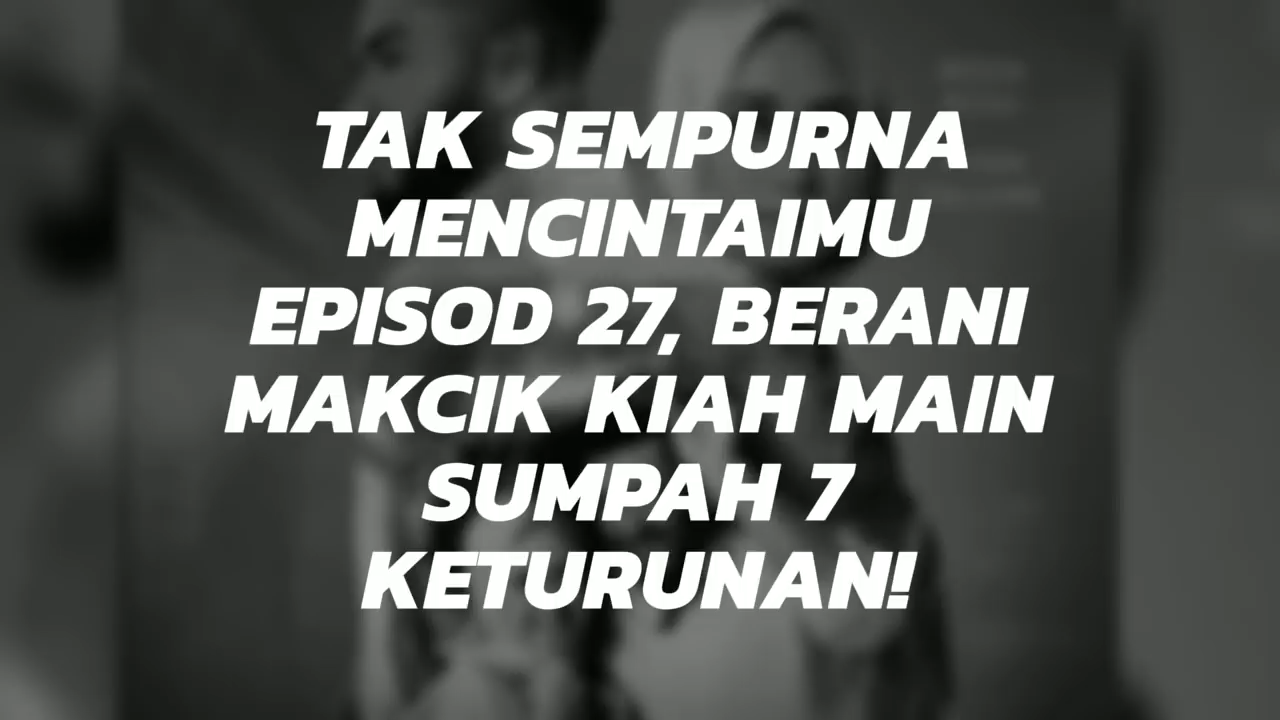 TAK SEMPURNA
MENCINTAIMU
EPISOD 27, BERANI
MAKCIK KIAH MAIN
SUMPAH 7
KETURUNAN!